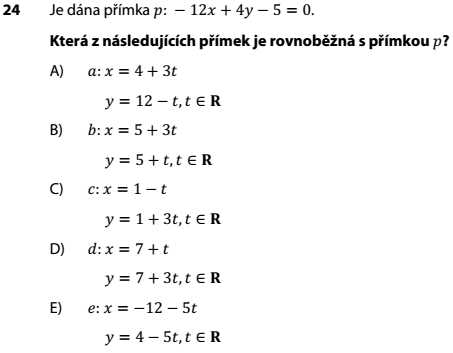 24 Je dána přímka p: − 12x + 4y − 5 = 0.
Která z následujících přímek je rovnoběžná s přímkou p?
A) a: x = 4 + 3t
y = 12 − t, t ∈ R
B) b: x = 5 + 3t
y = 5 + t, t ∈ R
C) c: x = 1 − t
y = 1 + 3t, t ∈ R
D) d: x = 7 + t
y = 7 + 3t, t ∈ R
E) e: x = −12 − 5t
y = 4 − 5t, t ∈ R